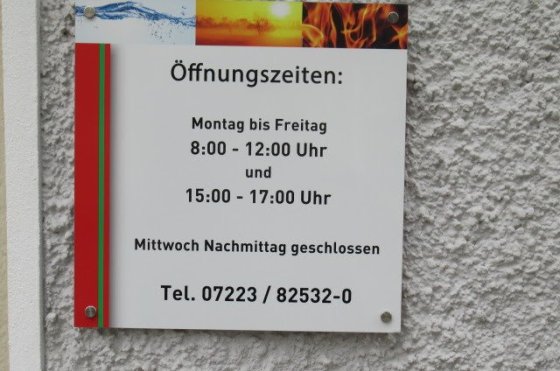 Öffnungszeiten:
Montag bis Freitag
8:00 - 12:00 Uhr
und
15:00 - 17:00 Uhr
Mittwoch Nachmittag geschlossen
Tel. 07223 / 82532-0